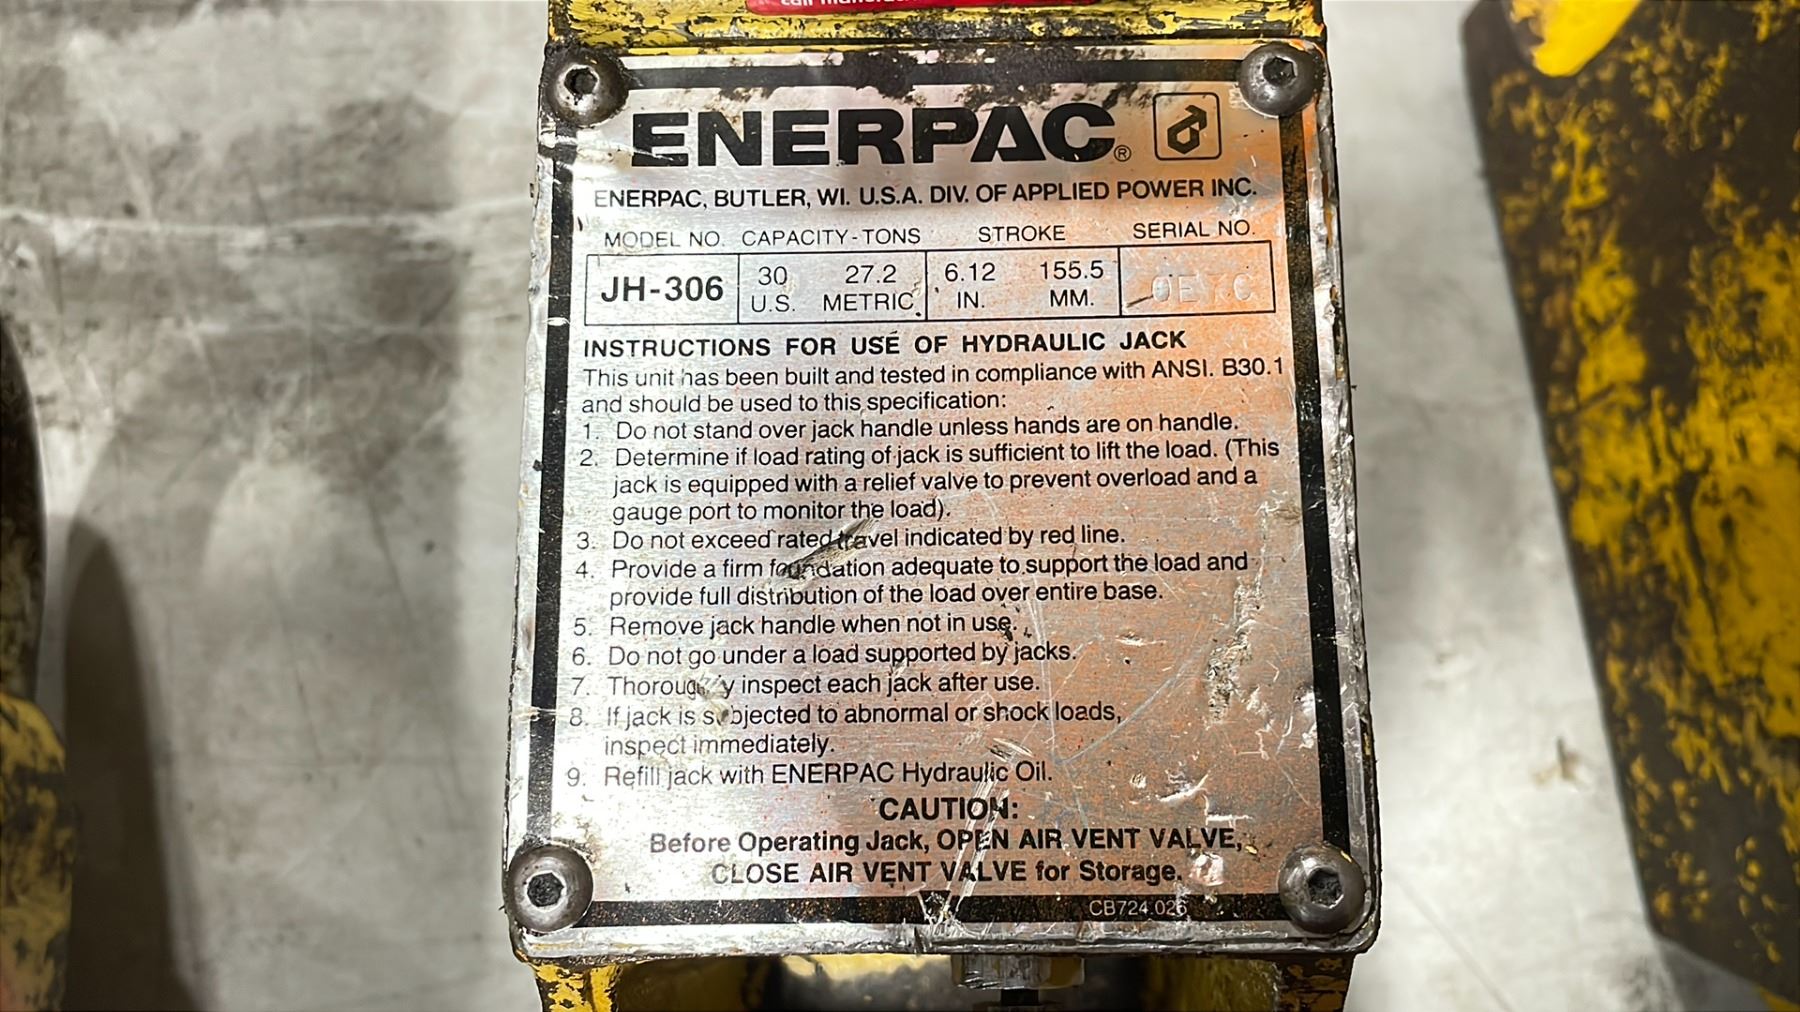 ENERPAC®
ENERPAC, BUTLER, WI. U.S.A. DIV. OF APPLIED POWER INC.
MODEL NO. CAPACITY-TONS STROKE SERIAL NO.
JH-306 30 27.2 6.12 155.5
U.S. METRIC IN. MM.
INSTRUCTIONS FOR USE OF HYDRAULIC JACK
This unit has been built and tested in compliance with ANSI. B30.1
and should be used to this specification:
1. Do not stand over jack handle unless hands are on handle.
2. Determine if load rating of jack is sufficient to lift the load. (This
jack is equipped with a relief valve to prevent overload and a
gauge port to monitor the load).
3. Do not exceed rated travel indicated by red line.
4. Provide a firm foundation adequate to support the load and
provide full distribution of the load over entire base.
5. Remove jack handle when not in use.
6. Do not go under a load supported by jacks.
7. Thoroughly inspect each jack after use.
8. If jack is subjected to abnormal or shock loads,
inspect immediately.
9. Refill jack with ENERPAC Hydraulic Oil.
CAUTION:
Before Operating Jack, OPEN AIR VENT VALVE,
CLOSE AIR VENT VALVE for Storage.
CB724.026